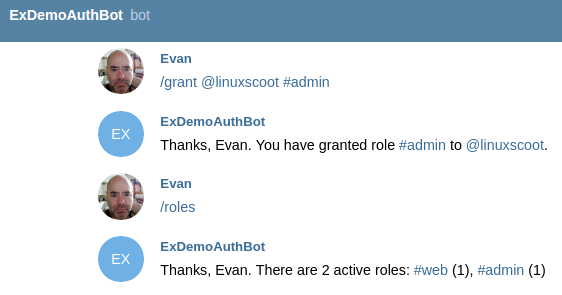 ExDemoAuthBot bot
Evan
/grant @linuxscoot #admin
EX
ExDemoAuthBot
Thanks, Evan. You have granted role #admin to @linuxscoot.
Evan
/roles
EX
ExDemoAuthBot
Thanks, Evan. There are 2 active roles: #web (1), #admin (1)